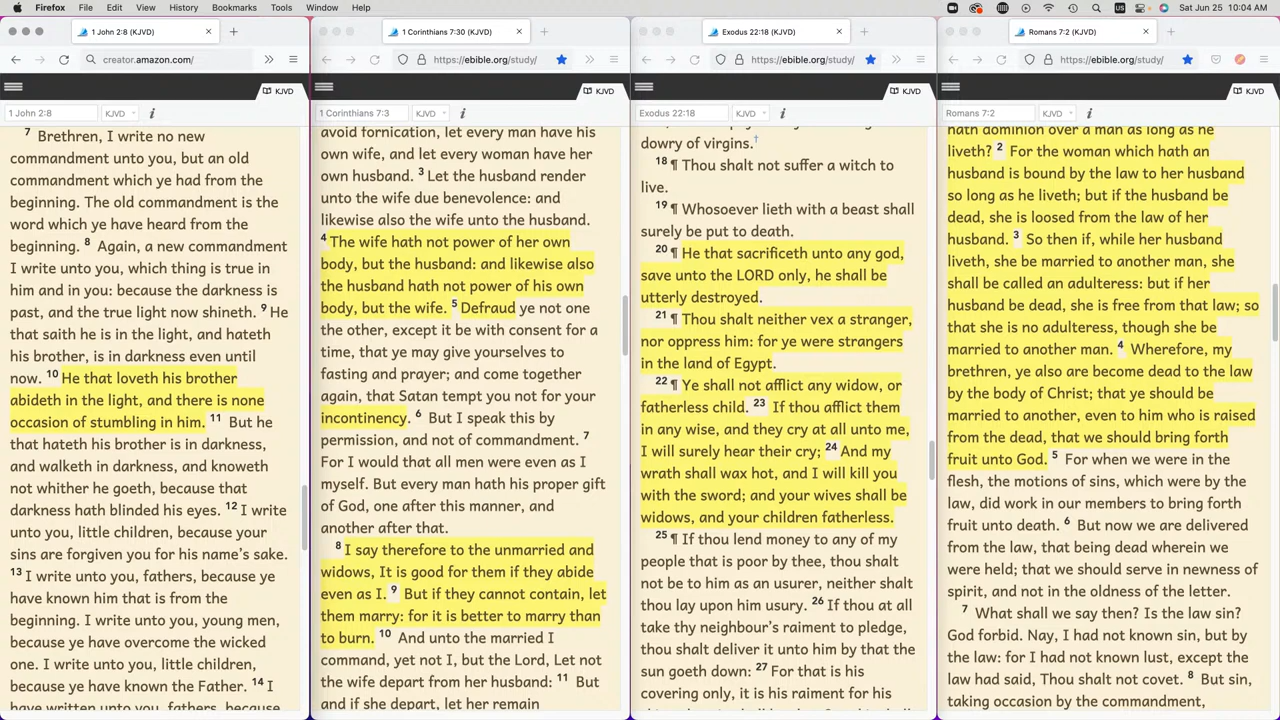 Firefox File Edit View History Bookmarks Tools Window Help Sat Jun 25 10:04 AM
1 John 2:8 (KJVD)
creator.amazon.com/
KJVD
1 John 2:8 KJVD i
7 Brethren, I write no new
commandment unto you, but an old
commandment which ye had from the
beginning. The old commandment is the
word which ye have heard from the
beginning. 8 Again, a new commandment
I write unto you, which thing is true in
him and in you: because the darkness is
past, and the true light now shineth. 9 He
that saith he is in the light, and hateth
his brother, is in darkness even until
now. 10 He that loveth his brother
abideth in the light, and there is none
occasion of stumbling in him. 11 But he
that hateth his brother is in darkness,
and walketh in darkness, and knoweth
not whither he goeth, because that
darkness hath blinded his eyes. 12 I write
unto you, little children, because your
sins are forgiven you for his name's sake.
13 I write unto you, fathers, because ye
have known him that is from the
beginning. I write unto you, young men,
because ye have overcome the wicked
one. I write unto you, little children,
because ye have known the Father. 14 I
have written unto you, fathers, because
1 Corinthians 7:30 (KJVD)
https://ebible.org/study/
KJVD
1 Corinthians 7:3 KJVD i
avoid fornication, let every man have his
own wife, and let every woman have her
own husband. 3 Let the husband render
unto the wife due benevolence: and
likewise also the wife unto the husband.
4 The wife hath not power of her own
body, but the husband: and likewise also
the husband hath not power of his own
body, but the wife. 5 Defraud ye not one
the other, except it be with consent for a
time, that ye may give yourselves to
fasting and prayer; and come together
again, that Satan tempt you not for your
incontinency. 6 But I speak this by
permission, and not of commandment. 7
For I would that all men were even as I
myself. But every man hath his proper gift
of God, one after this manner, and
another after that.
8 I say therefore to the unmarried and
widows, It is good for them if they abide
even as I. 9 But if they cannot contain, let
them marry: for it is better to marry than
to burn. 10 And unto the married I
command, yet not I, but the Lord, Let not
the wife depart from her husband: 11 But
and if she depart, let her remain
Exodus 22:18 (KJVD)
https://ebible.org/study/
KJVD
Exodus 22:18 KJVD i
dowry of virgins.†
18 ¶ Thou shalt not suffer a witch to
live.
19 ¶ Whosoever lieth with a beast shall
surely be put to death.
20 ¶ He that sacrificeth unto any god,
save unto the LORD only, he shall be
utterly destroyed.
21 ¶ Thou shalt neither vex a stranger,
nor oppress him: for ye were strangers
in the land of Egypt.
22 ¶ Ye shall not afflict any widow, or
fatherless child. 23 If thou afflict them
in any wise, and they cry at all unto me,
I will surely hear their cry; 24 And my
wrath shall wax hot, and I will kill you
with the sword; and your wives shall be
widows, and your children fatherless.
25 ¶ If thou lend money to any of my
people that is poor by thee, thou shalt
not be to him as an usurer, neither shalt
thou lay upon him usury. 26 If thou at all
take thy neighbour's raiment to pledge,
thou shalt deliver it unto him by that the
sun goeth down: 27 For that is his
covering only, it is his raiment for his
Romans 7:2 (KJVD)
https://ebible.org/study/
KJVD
Romans 7:2 KJVD i
hath dominion over a man as long as he
liveth? 2 For the woman which hath an
husband is bound by the law to her husband
so long as he liveth; but if the husband be
dead, she is loosed from the law of her
husband. 3 So then if, while her husband
liveth, she be married to another man, she
shall be called an adulteress: but if her
husband be dead, she is free from that law; so
that she is no adulteress, though she be
married to another man. 4 Wherefore, my
brethren, ye also are become dead to the law
by the body of Christ; that ye should be
married to another, even to him who is raised
from the dead, that we should bring forth
fruit unto God. 5 For when we were in the
flesh, the motions of sins, which were by the
law, did work in our members to bring forth
fruit unto death. 6 But now we are delivered
from the law, that being dead wherein we
were held; that we should serve in newness of
spirit, and not in the oldness of the letter.
7 What shall we say then? Is the law sin?
God forbid. Nay, I had not known sin, but by
the law: for I had not known lust, except the
law had said, Thou shalt not covet. 8 But sin,
taking occasion by the commandment,